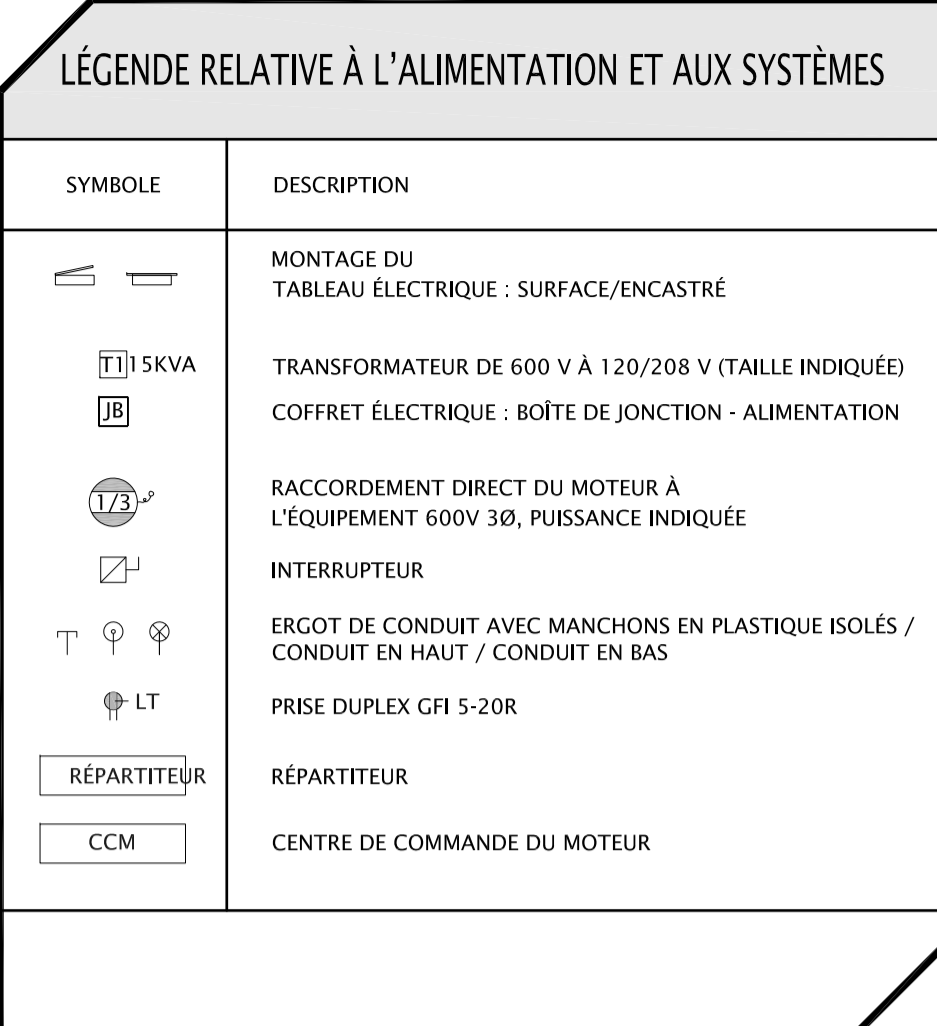 LÉGENDE RELATIVE À L’ALIMENTATION ET AUX SYSTÈMES
SYMBOLE DESCRIPTION
MONTAGE DU
TABLEAU ÉLECTRIQUE : SURFACE/ENCASTRÉ
T1 15KVA TRANSFORMATEUR DE 600 V À 120/208 V (TAILLE INDIQUÉE)
JB COFFRET ÉLECTRIQUE : BOÎTE DE JONCTION - ALIMENTATION
1/3 RACCORDEMENT DIRECT DU MOTEUR À
L'ÉQUIPEMENT 600V 3Ø, PUISSANCE INDIQUÉE
INTERRUPTEUR
ERGOT DE CONDUIT AVEC MANCHONS EN PLASTIQUE ISOLÉS /
CONDUIT EN HAUT / CONDUIT EN BAS
LT PRISE DUPLEX GFI 5-20R
RÉPARTITEUR RÉPARTITEUR
CCM CENTRE DE COMMANDE DU MOTEUR